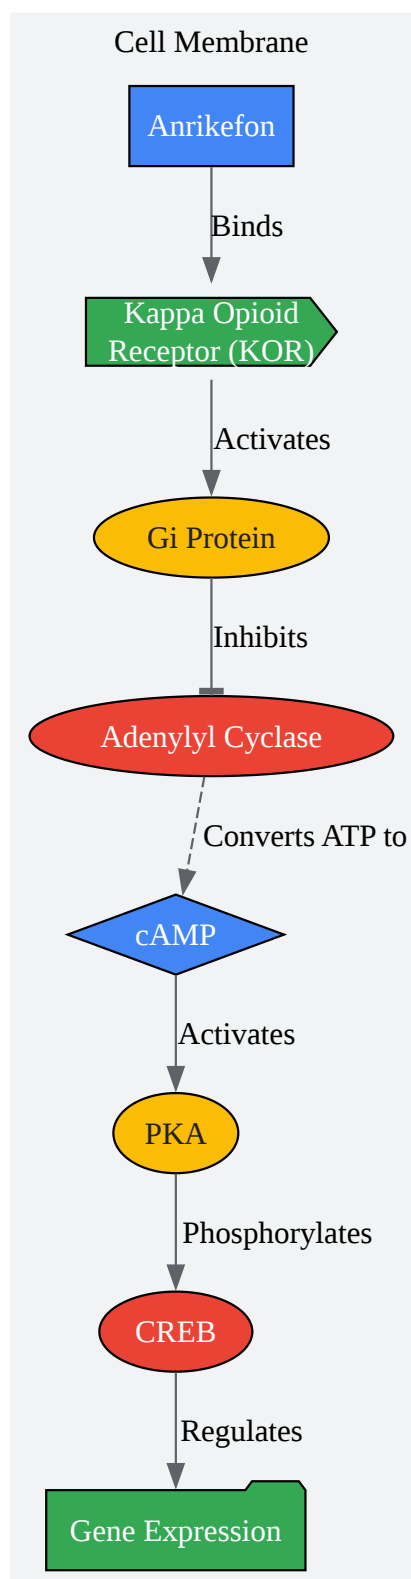 Cell Membrane
Anrikefon
Binds
Kappa Opioid
Receptor (KOR)
Activates
Gi Protein
Inhibits
Adenylyl Cyclase
Converts ATP to
cAMP
Activates
PKA
Phosphorylates
CREB
Regulates
Gene Expression